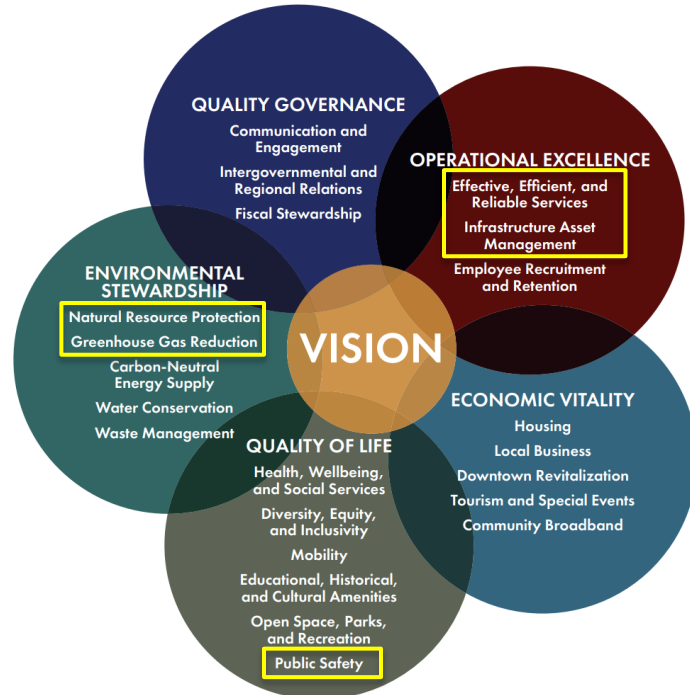 QUALITY GOVERNANCE
Communication and
Engagement
Intergovernmental and
Regional Relations
Fiscal Stewardship
OPERATIONAL EXCELLENCE
Effective, Efficient, and
Reliable Services
Infrastructure Asset
Management
Employee Recruitment
and Retention
ENVIRONMENTAL
STEWARDSHIP
Natural Resource Protection
Greenhouse Gas Reduction
Carbon-Neutral
Energy Supply
Water Conservation
Waste Management
VISION
ECONOMIC VITALITY
Housing
Local Business
Downtown Revitalization
Tourism and Special Events
Community Broadband
QUALITY OF LIFE
Health, Wellbeing,
and Social Services
Diversity, Equity,
and Inclusivity
Mobility
Educational, Historical,
and Cultural Amenities
Open Space, Parks,
and Recreation
Public Safety